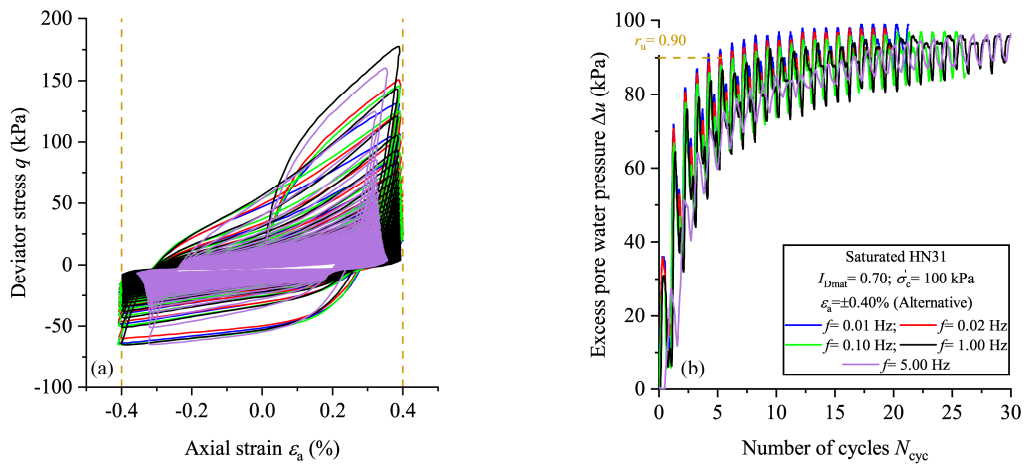 200
150
100
50
0
-50
-100
-0.4
-0.2
0.0
0.2
0.4
Deviator stress q (kPa)
Axial strain εa (%)
(a)
100
80
60
40
20
0
0
5
10
15
20
25
30
Excess pore water pressure Δu (kPa)
Number of cycles Ncyc
ru= 0.90
(b)
Saturated HN31
IDmat= 0.70; σ'c= 100 kPa
εa=±0.40% (Alternative)
f= 0.01 Hz; f= 0.02 Hz
f= 0.10 Hz; f= 1.00 Hz
f= 5.00 Hz